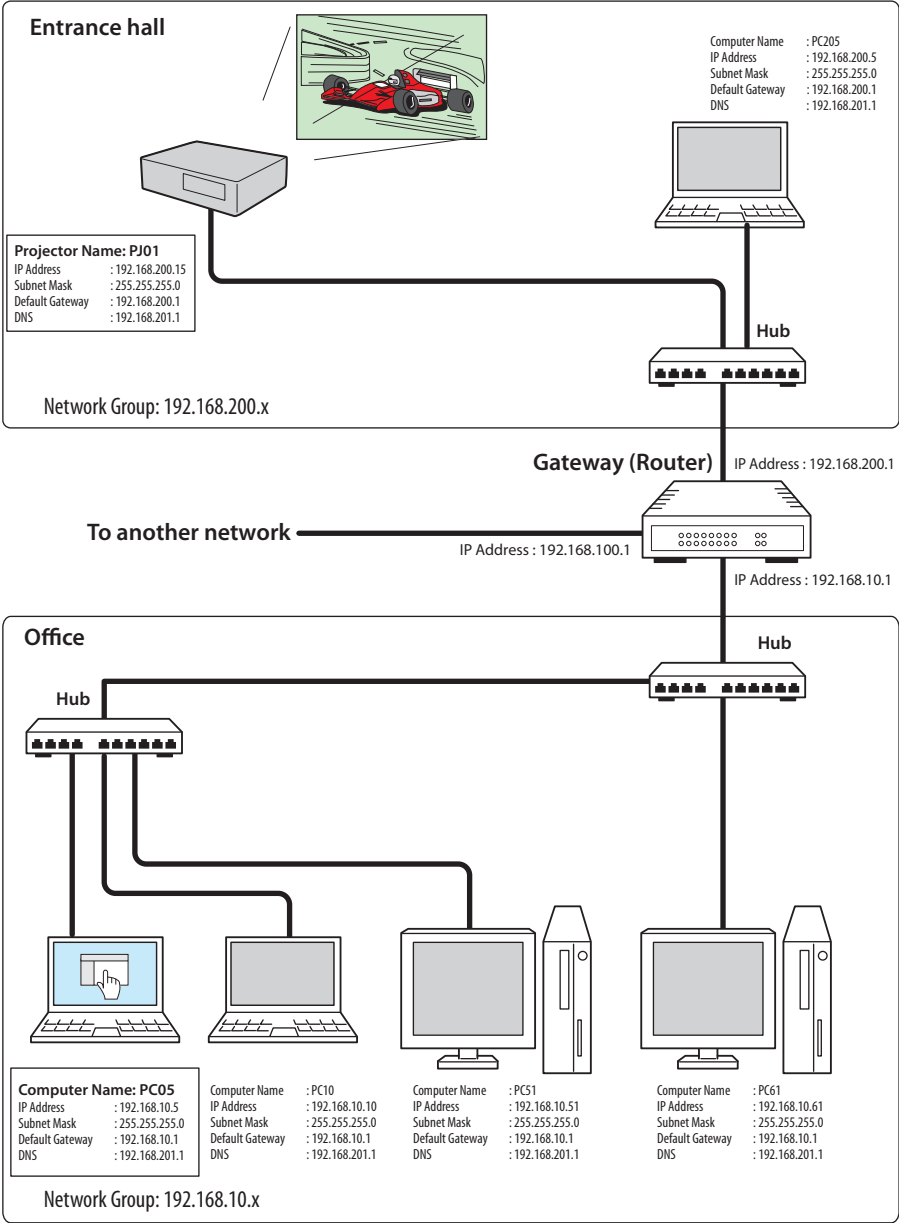 Entrance hall
Computer Name : PC205
IP Address : 192.168.200.5
Subnet Mask : 255.255.255.0
Default Gateway : 192.168.200.1
DNS : 192.168.201.1
Projector Name: PJ01
IP Address : 192.168.200.15
Subnet Mask : 255.255.255.0
Default Gateway : 192.168.200.1
DNS : 192.168.201.1
Hub
Network Group: 192.168.200.x
Gateway (Router)
IP Address : 192.168.200.1
To another network
IP Address : 192.168.100.1
IP Address : 192.168.10.1
Office
Hub
Hub
Computer Name: PC05
IP Address : 192.168.10.5
Subnet Mask : 255.255.255.0
Default Gateway : 192.168.10.1
DNS : 192.168.201.1
Computer Name : PC10
IP Address : 192.168.10.10
Subnet Mask : 255.255.255.0
Default Gateway : 192.168.10.1
DNS : 192.168.201.1
Computer Name : PC51
IP Address : 192.168.10.51
Subnet Mask : 255.255.255.0
Default Gateway : 192.168.10.1
DNS : 192.168.201.1
Computer Name : PC61
IP Address : 192.168.10.61
Subnet Mask : 255.255.255.0
Default Gateway : 192.168.10.1
DNS : 192.168.201.1
Network Group: 192.168.10.x